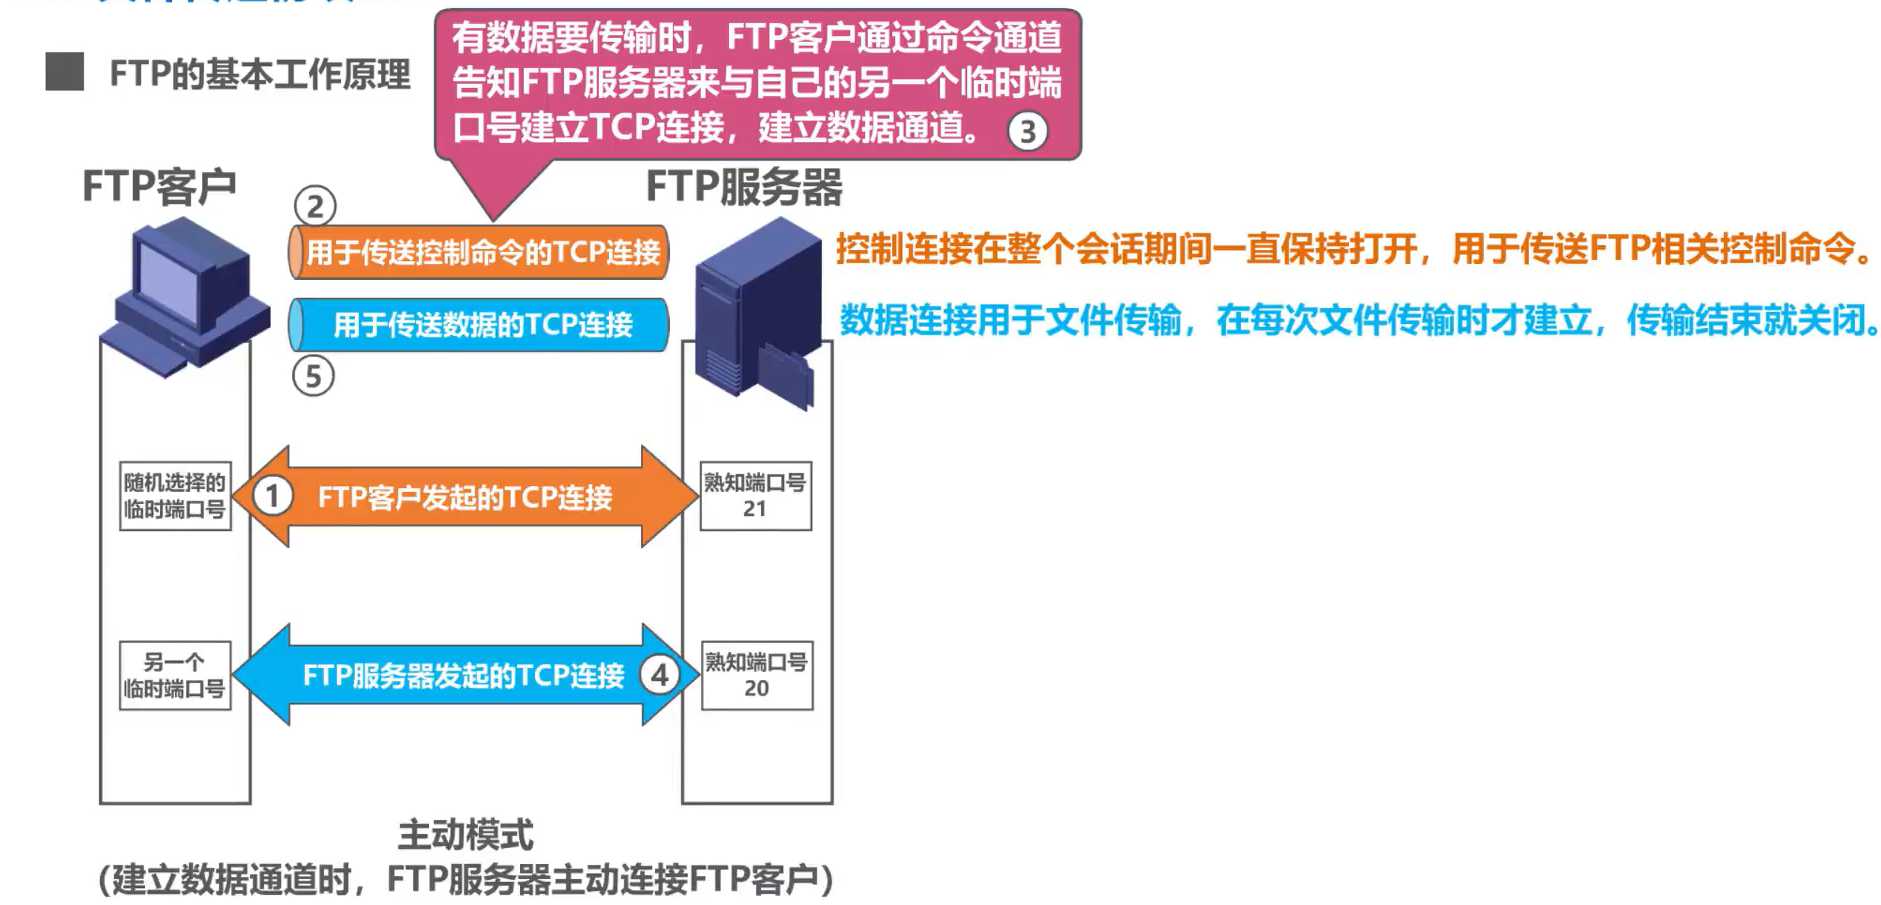 FTP的基本工作原理
有数据要传输时，FTP客户通过命令通道
告知FTP服务器来与自己的另一个临时端
口号建立TCP连接，建立数据通道。 ③
FTP客户
FTP服务器
②
用于传送控制命令的TCP连接
控制连接在整个会话期间一直保持打开，用于传送FTP相关控制命令。
用于传送数据的TCP连接
数据连接用于文件传输，在每次文件传输时才建立，传输结束就关闭。
⑤
随机选择的
临时端口号
① FTP客户发起的TCP连接
熟知端口号
21
另一个
临时端口号
FTP服务器发起的TCP连接 ④
熟知端口号
20
主动模式
(建立数据通道时，FTP服务器主动连接FTP客户)